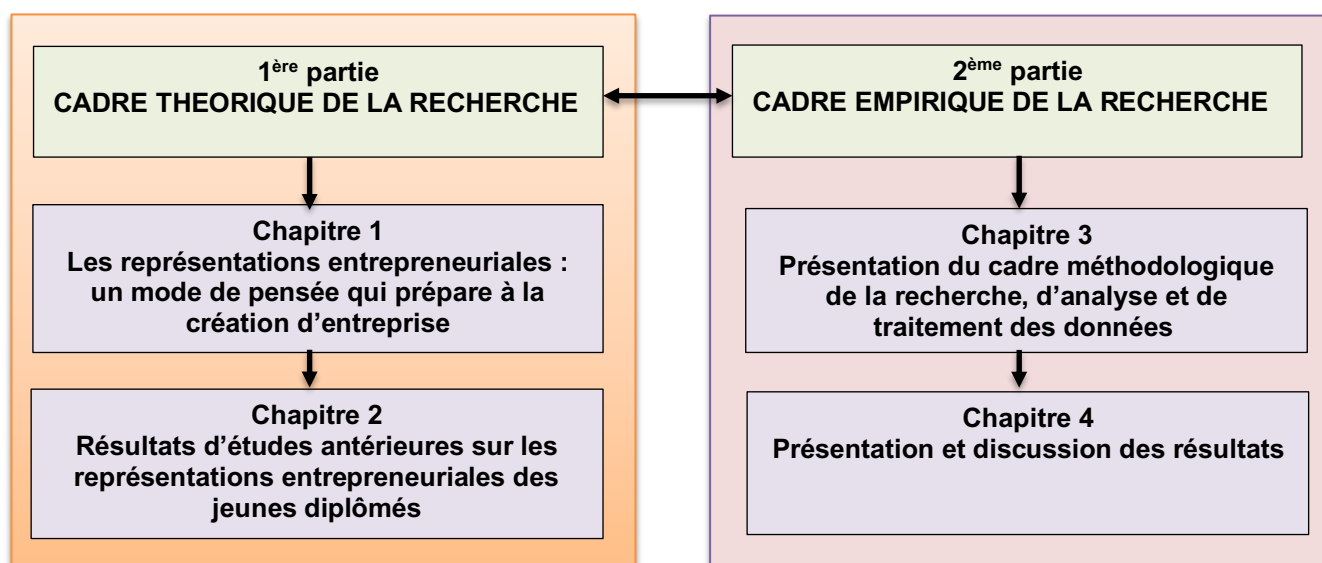 1ère partie
CADRE THEORIQUE DE LA RECHERCHE
Chapitre 1
Les représentations entrepreneuriales :
un mode de pensée qui prépare à la
création d’entreprise
Chapitre 2
Résultats d’études antérieures sur les
représentations entrepreneuriales des
jeunes diplômés
2ème partie
CADRE EMPIRIQUE DE LA RECHERCHE
Chapitre 3
Présentation du cadre méthodologique
de la recherche, d’analyse et de
traitement des données
Chapitre 4
Présentation et discussion des résultats